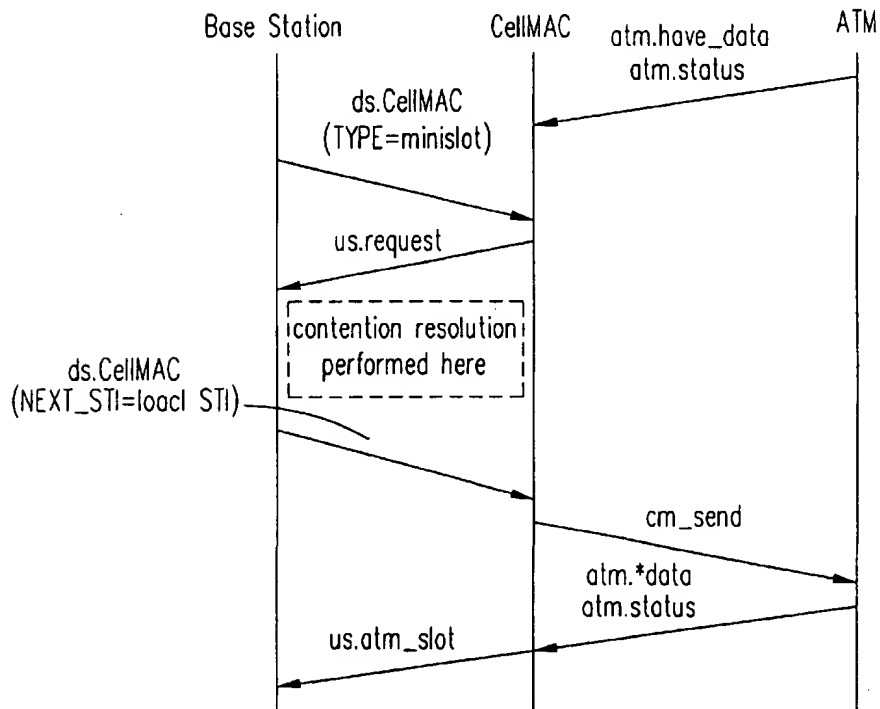 Base Station
CellMAC
ATM
atm.have_data
atm.status
ds.CellMAC
(TYPE=minislot)
us.request
contention resolution
performed here
ds.CellMAC
(NEXT_STI=loacl STI)
cm_send
atm.*data
atm.status
us.atm_slot